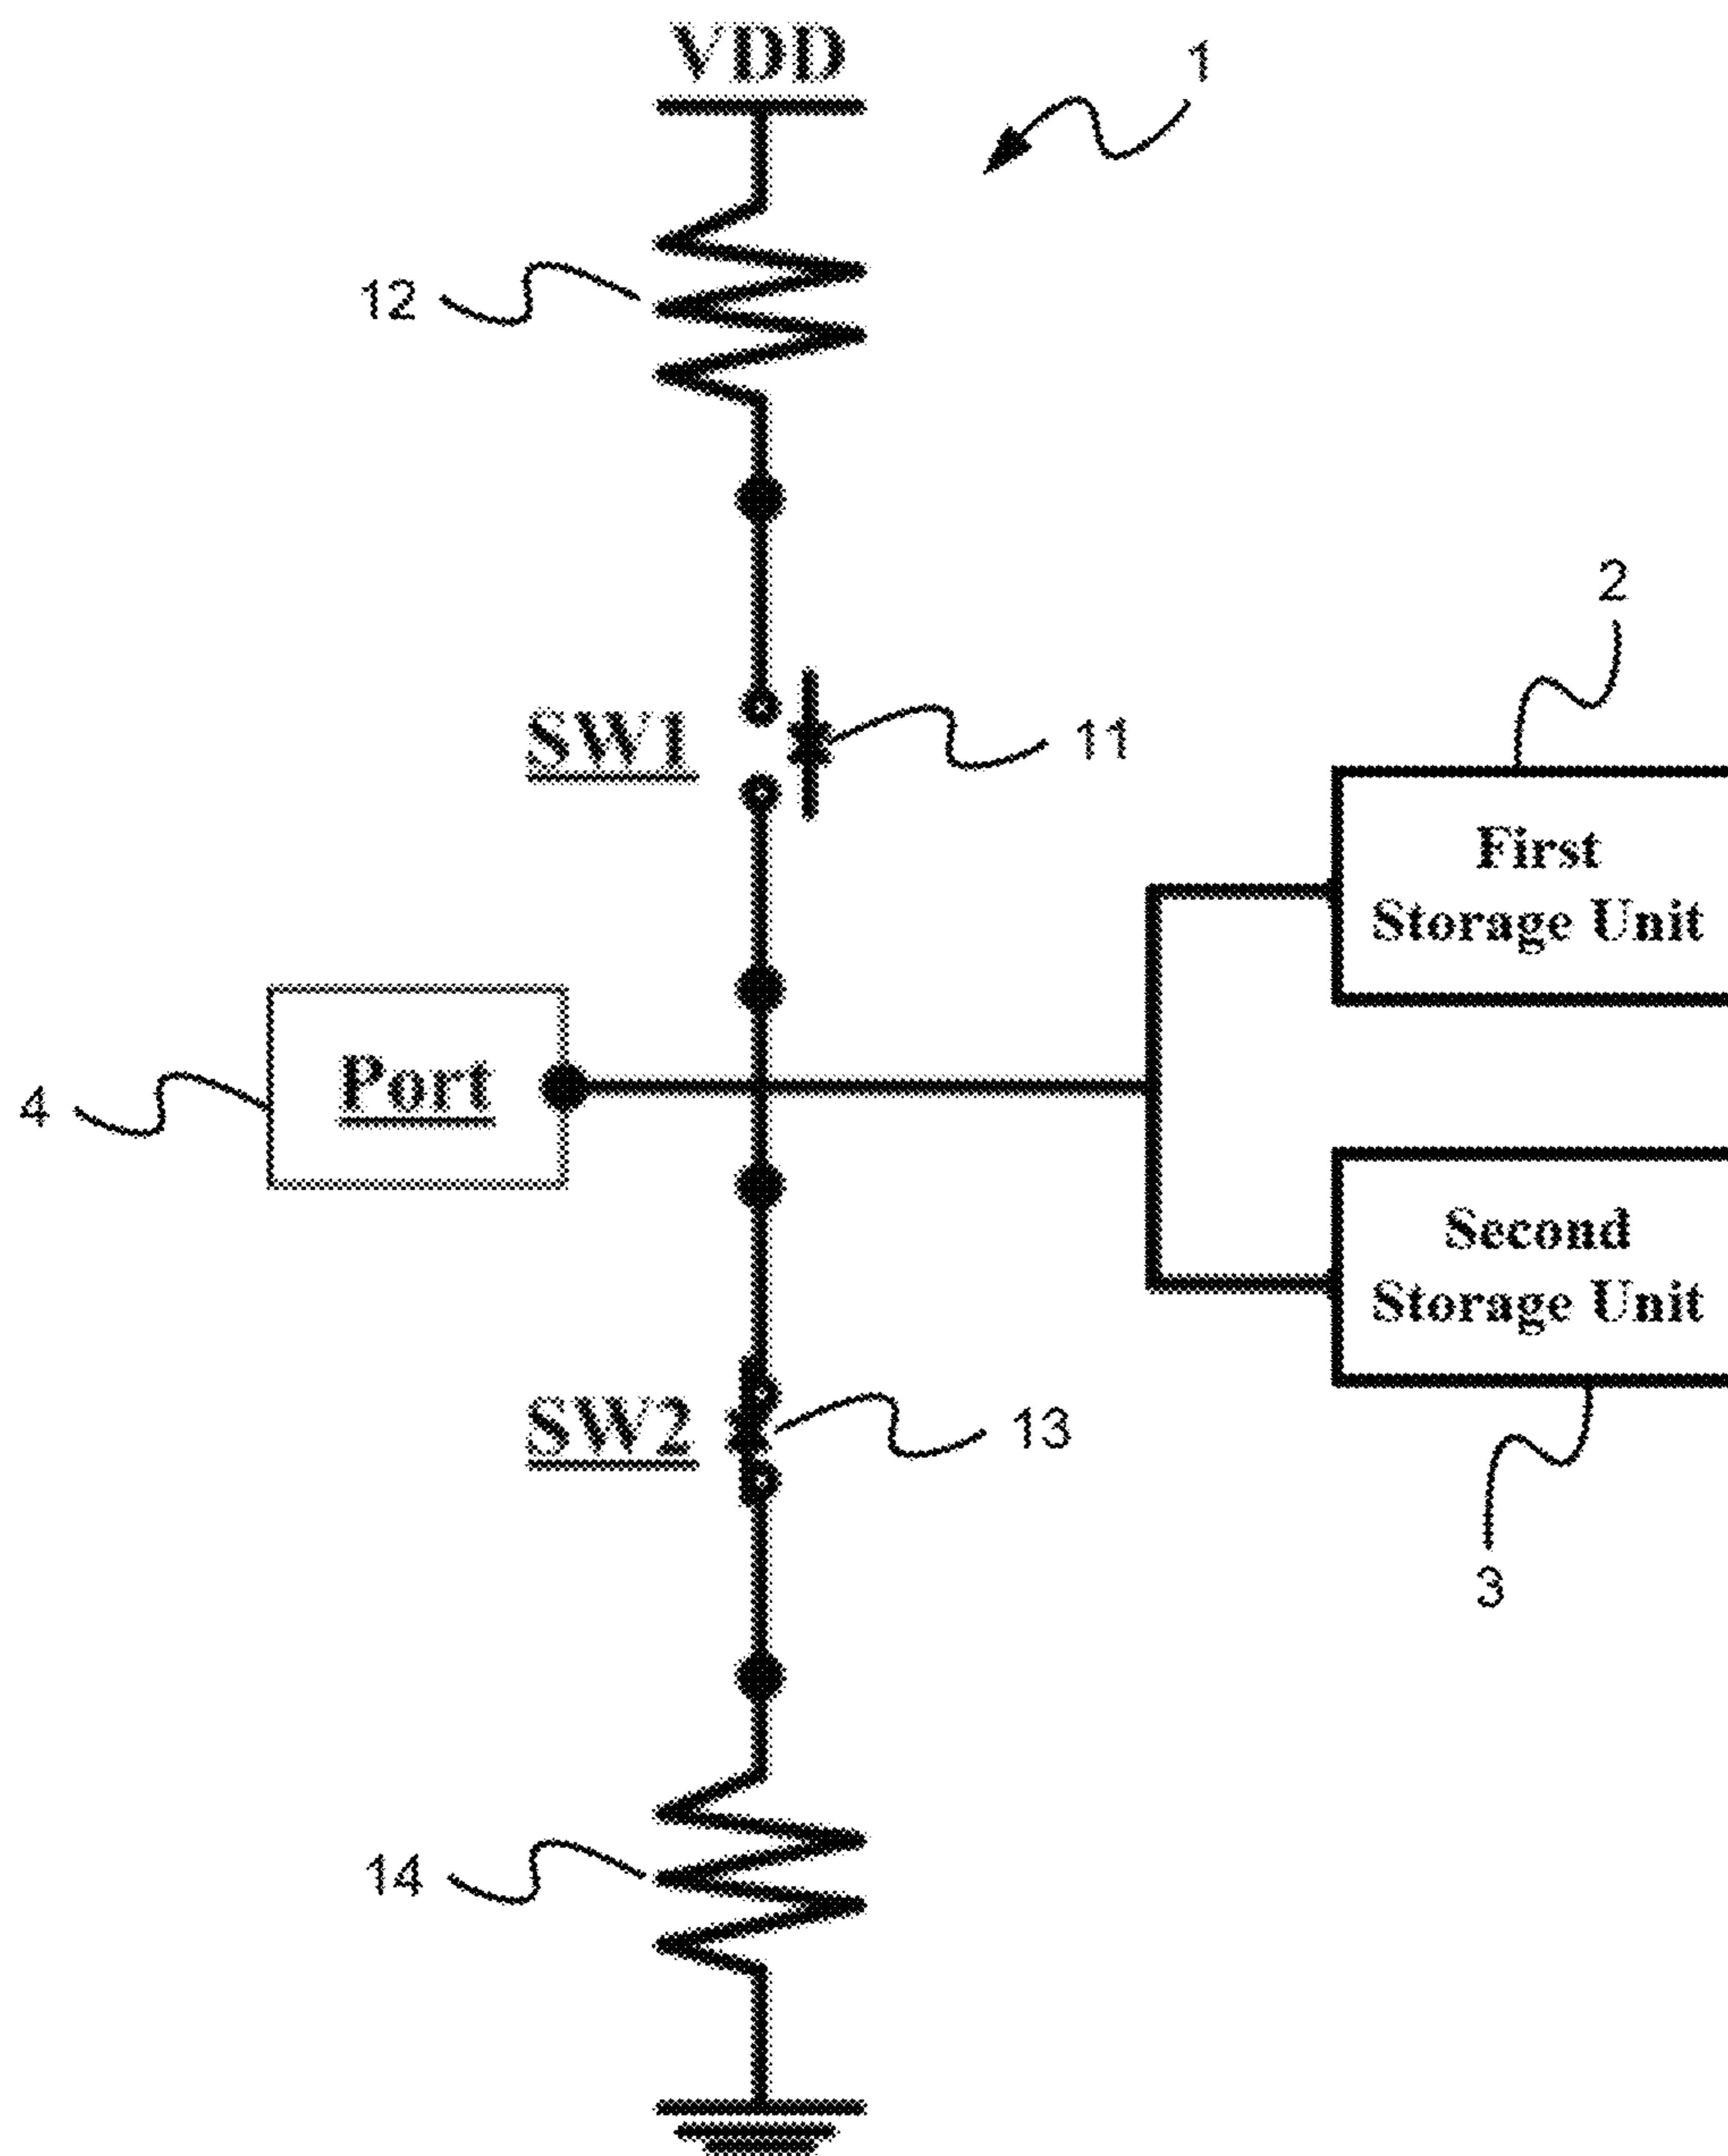 VDD
1
12
2
SW1
11
First
Storage Unit
Port
4
Second
Storage Unit
SW2
13
3
14